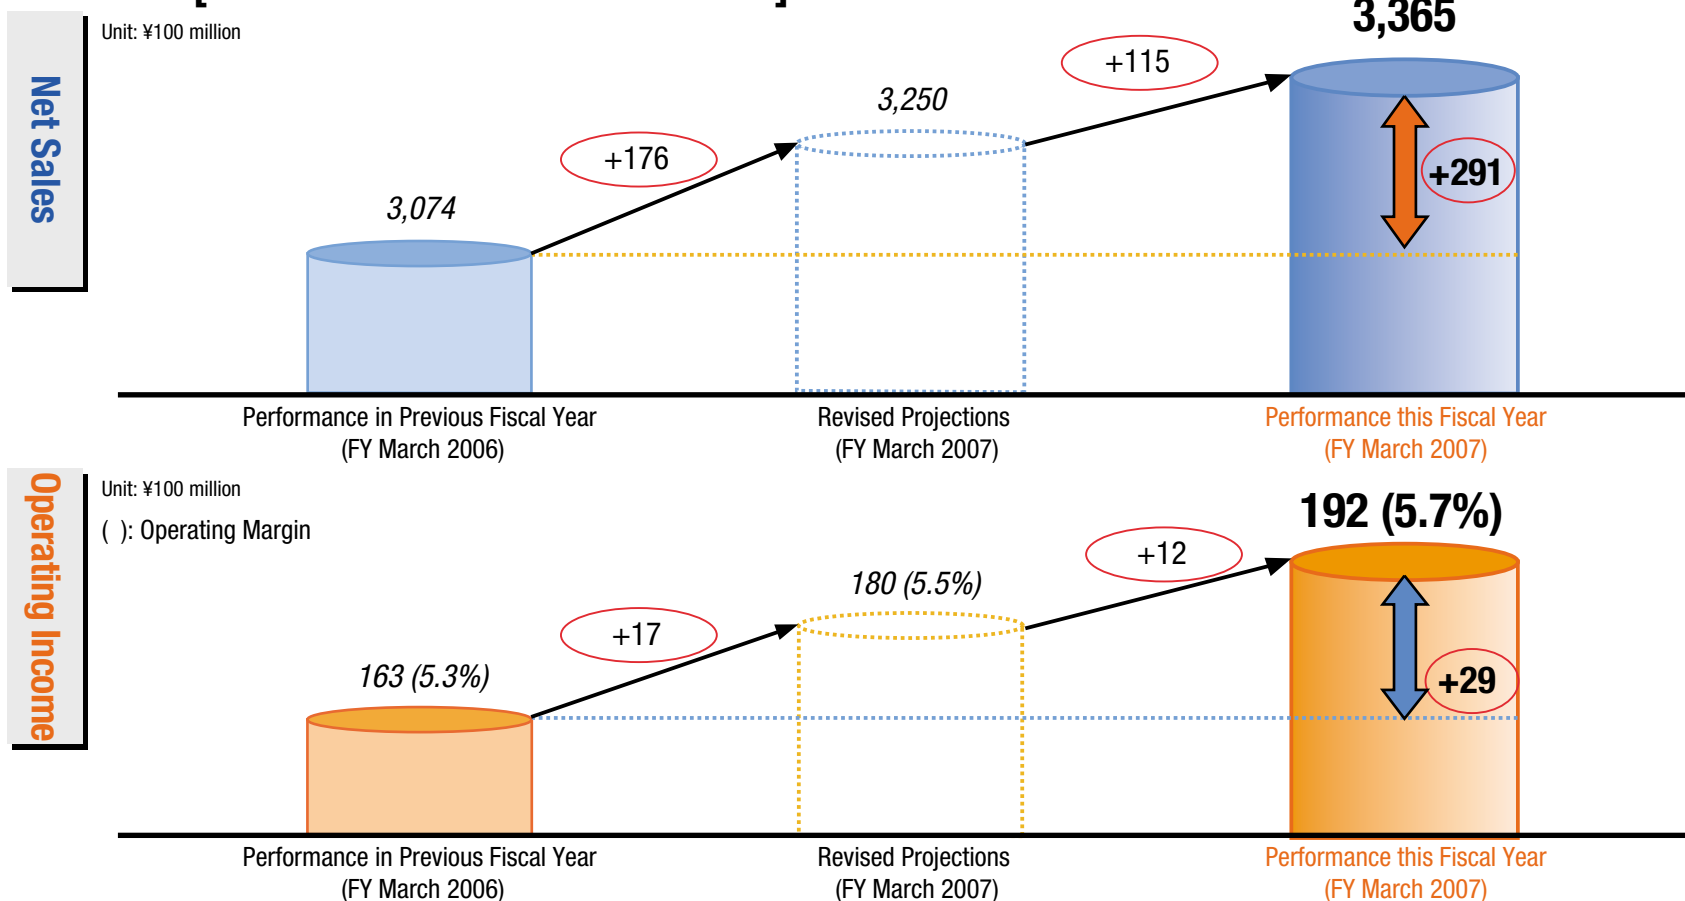 [ ]
Net Sales
Unit: ¥100 million
3,074
+176
3,250
+115
3,365
+291
Performance in Previous Fiscal Year
(FY March 2006)
Revised Projections
(FY March 2007)
Performance this Fiscal Year
(FY March 2007)
Operating Income
Unit: ¥100 million
( ): Operating Margin
163 (5.3%)
+17
180 (5.5%)
+12
192 (5.7%)
+29
Performance in Previous Fiscal Year
(FY March 2006)
Revised Projections
(FY March 2007)
Performance this Fiscal Year
(FY March 2007)